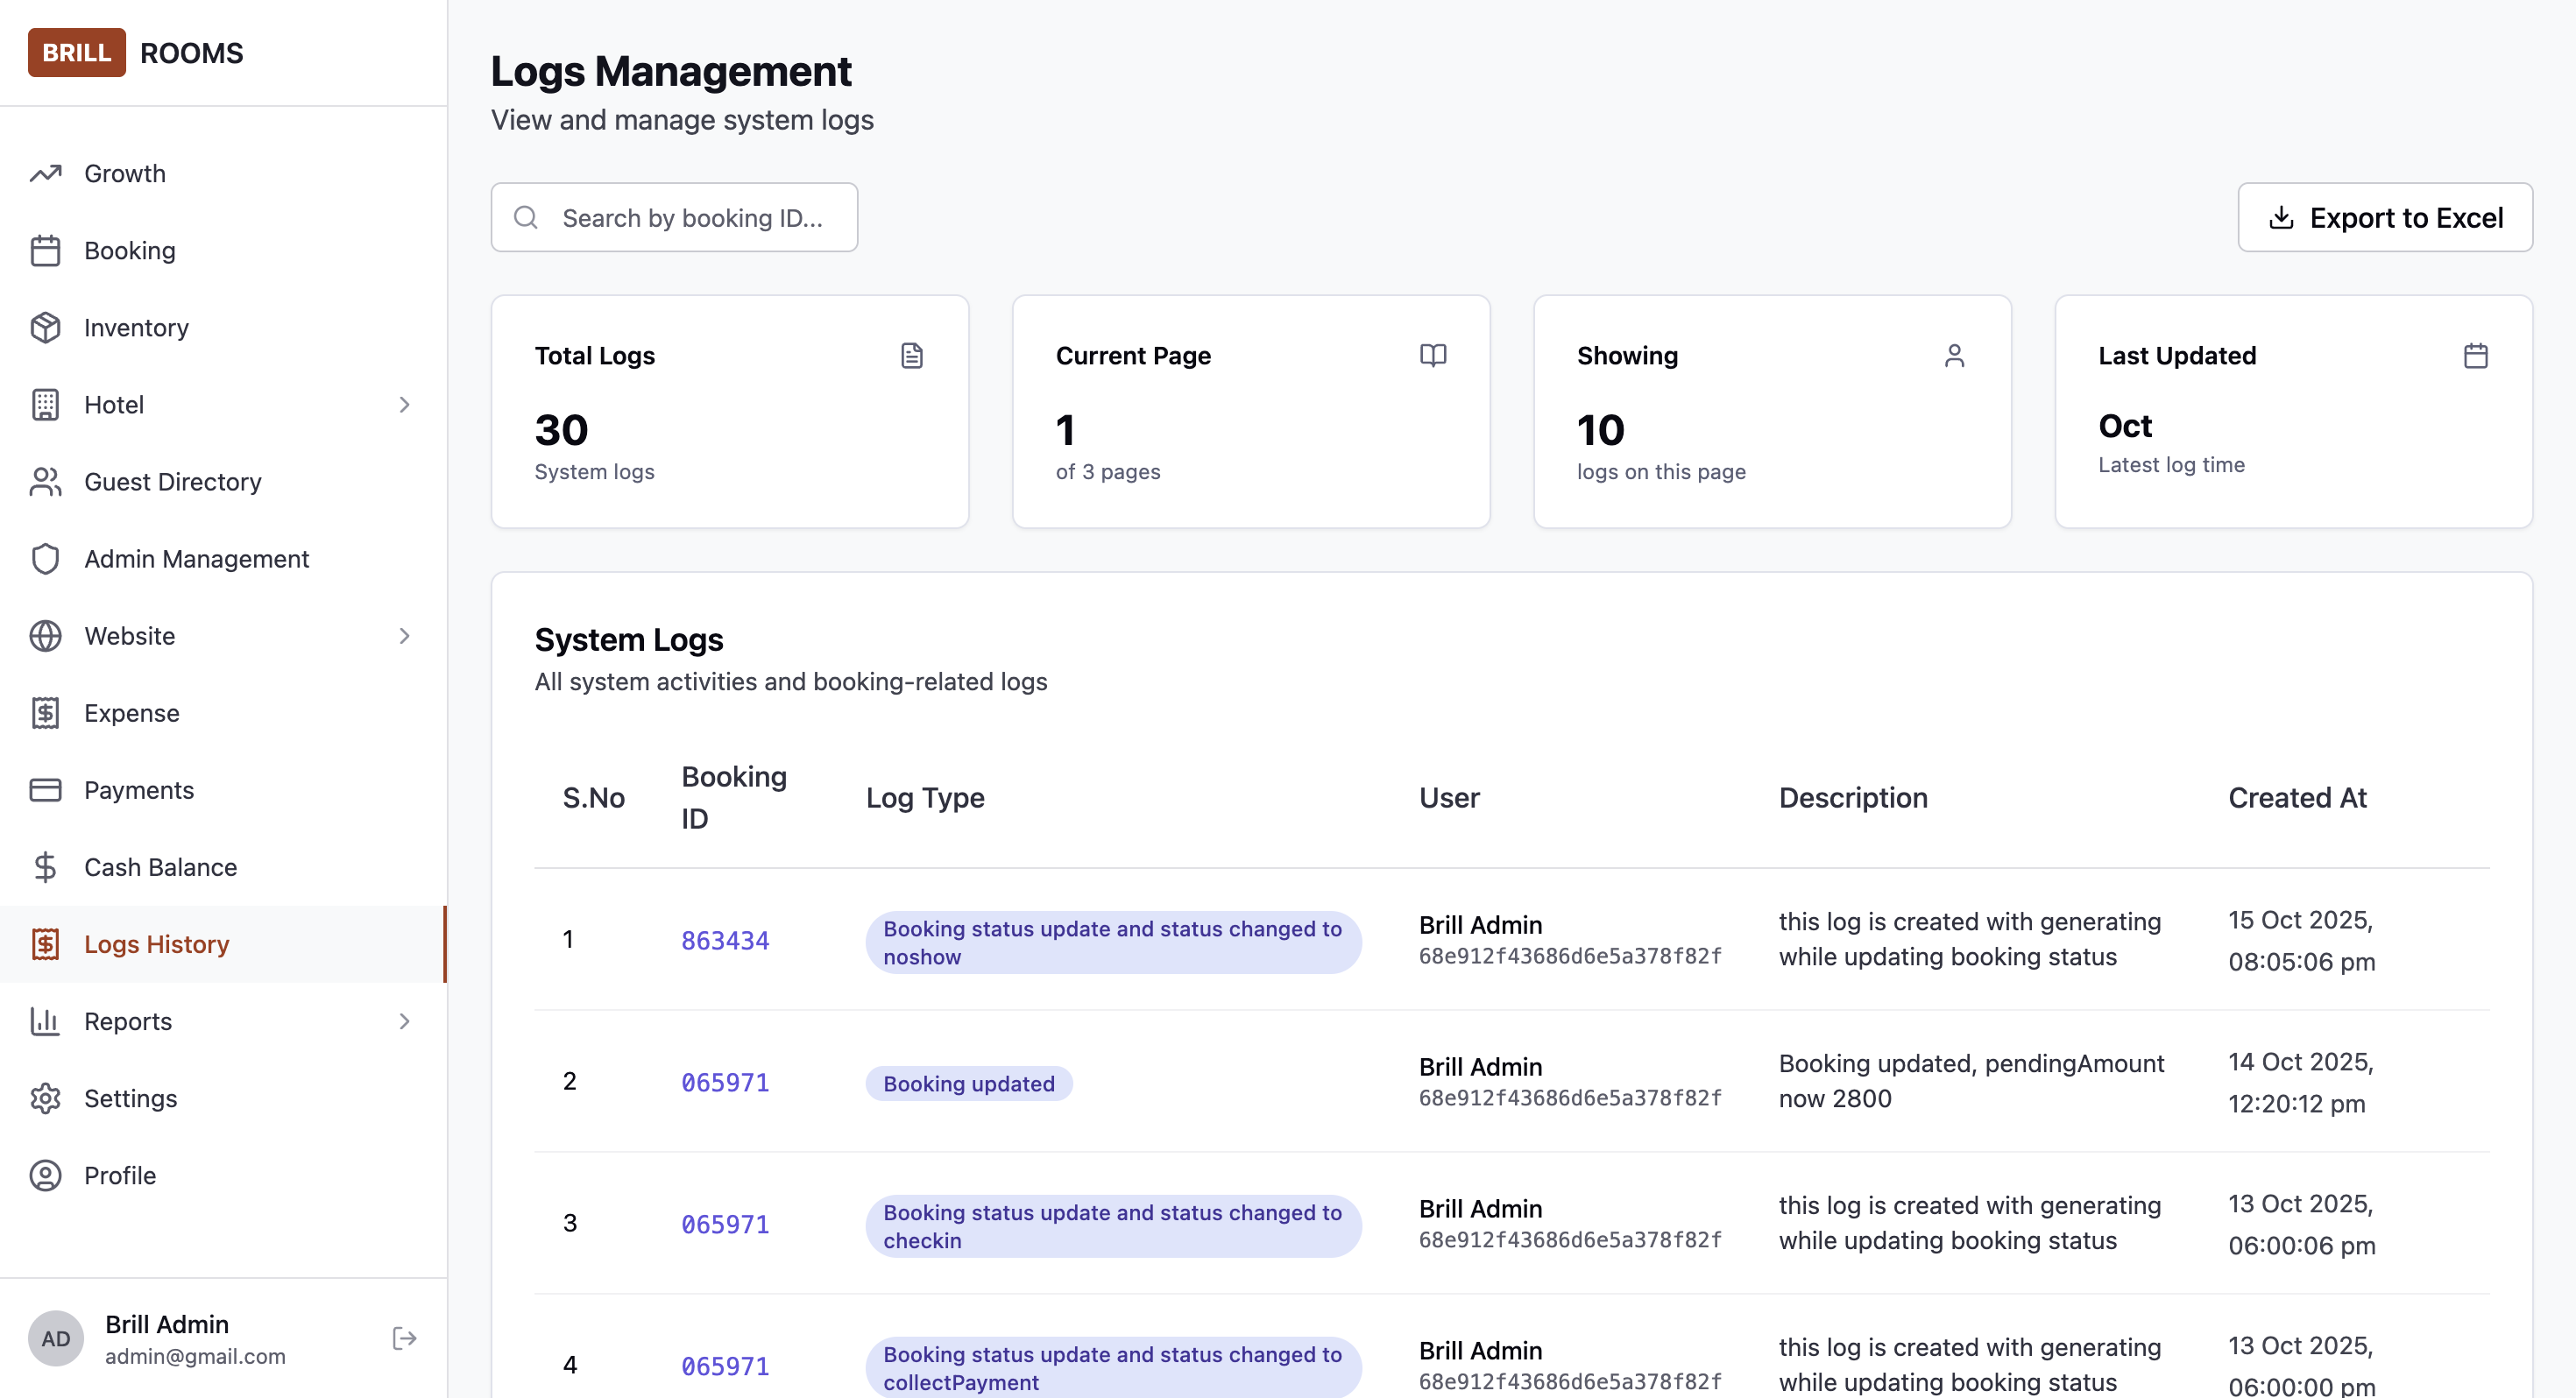 BRILL ROOMS
Growth
Booking
Inventory
Hotel
Guest Directory
Admin Management
Website
Expense
Payments
Cash Balance
Logs History
Reports
Settings
Profile
AD
Brill Admin
admin@gmail.com
Logs Management
View and manage system logs
Search by booking ID...
Export to Excel
Total Logs
30
System logs
Current Page
1
of 3 pages
Showing
10
logs on this page
Last Updated
Oct
Latest log time
System Logs
All system activities and booking-related logs
S.No
Booking
ID
Log Type
User
Description
Created At
1
863434
Booking status update and status changed to
noshow
Brill Admin
68e912f43686d6e5a378f82f
this log is created with generating
while updating booking status
15 Oct 2025,
08:05:06 pm
2
065971
Booking updated
Brill Admin
68e912f43686d6e5a378f82f
Booking updated, pendingAmount
now 2800
14 Oct 2025,
12:20:12 pm
3
065971
Booking status update and status changed to
checkin
Brill Admin
68e912f43686d6e5a378f82f
this log is created with generating
while updating booking status
13 Oct 2025,
06:00:06 pm
4
065971
Booking status update and status changed to
collectPayment
Brill Admin
68e912f43686d6e5a378f82f
this log is created with generating
while updating booking status
13 Oct 2025,
06:00:00 pm